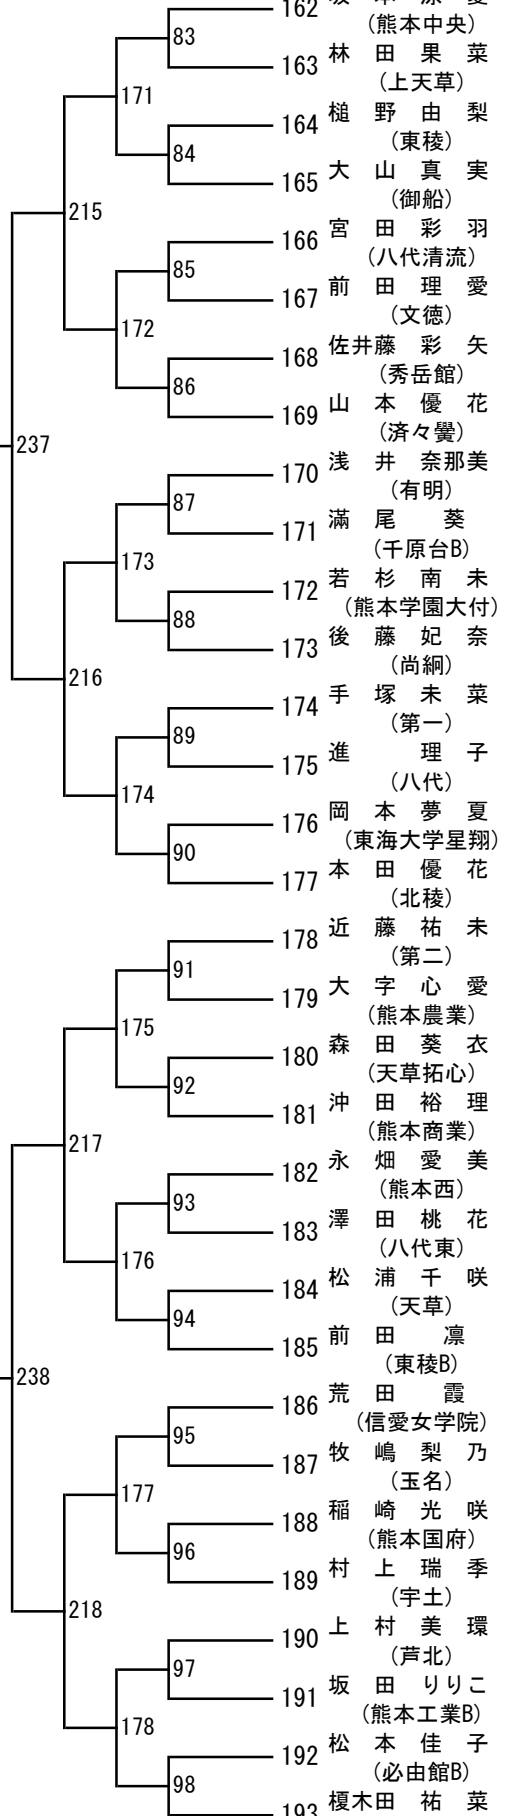 162
(熊本中央)
83
163 林 田 果 菜
(上天草)
171
164 槌 野 由 梨
(東稜)
84
165 大 山 真 実
(御船)
215
166 宮 田 彩 羽
(八代清流)
85
167 前 田 理 愛
(文徳)
172
168 佐井藤 彩 矢
(秀岳館)
86
169 山 本 優 花
(済々黌)
237
170 浅 井 奈那美
(有明)
87
171 滿 尾 葵
(千原台B)
173
172 若 杉 南 未
(熊本学園大付)
88
173 後 藤 妃 奈
(尚絅)
216
174 手 塚 未 菜
(第一)
89
175 進 理 子
(八代)
174
176 岡 本 夢 夏
(東海大学星翔)
90
177 本 田 優 花
(北稜)
178 近 藤 祐 未
(第二)
91
179 大 字 心 愛
(熊本農業)
175
180 森 田 葵 衣
(天草拓心)
92
181 沖 田 裕 理
(熊本商業)
217
182 永 畑 愛 美
(熊本西)
93
183 澤 田 桃 花
(八代東)
176
184 松 浦 千 咲
(天草)
94
185 前 田 凛
(東稜B)
238
186 荒 田 霞
(信愛女学院)
95
187 牧 嶋 梨 乃
(玉名)
177
188 稲 崎 光 咲
(熊本国府)
96
189 村 上 瑞 季
(宇土)
218
190 上 村 美 環
(芦北)
97
191 坂 田 りりこ
(熊本工業B)
178
192 松 本 佳 子
(必由館B)
98
193 榎木田 祐 菜